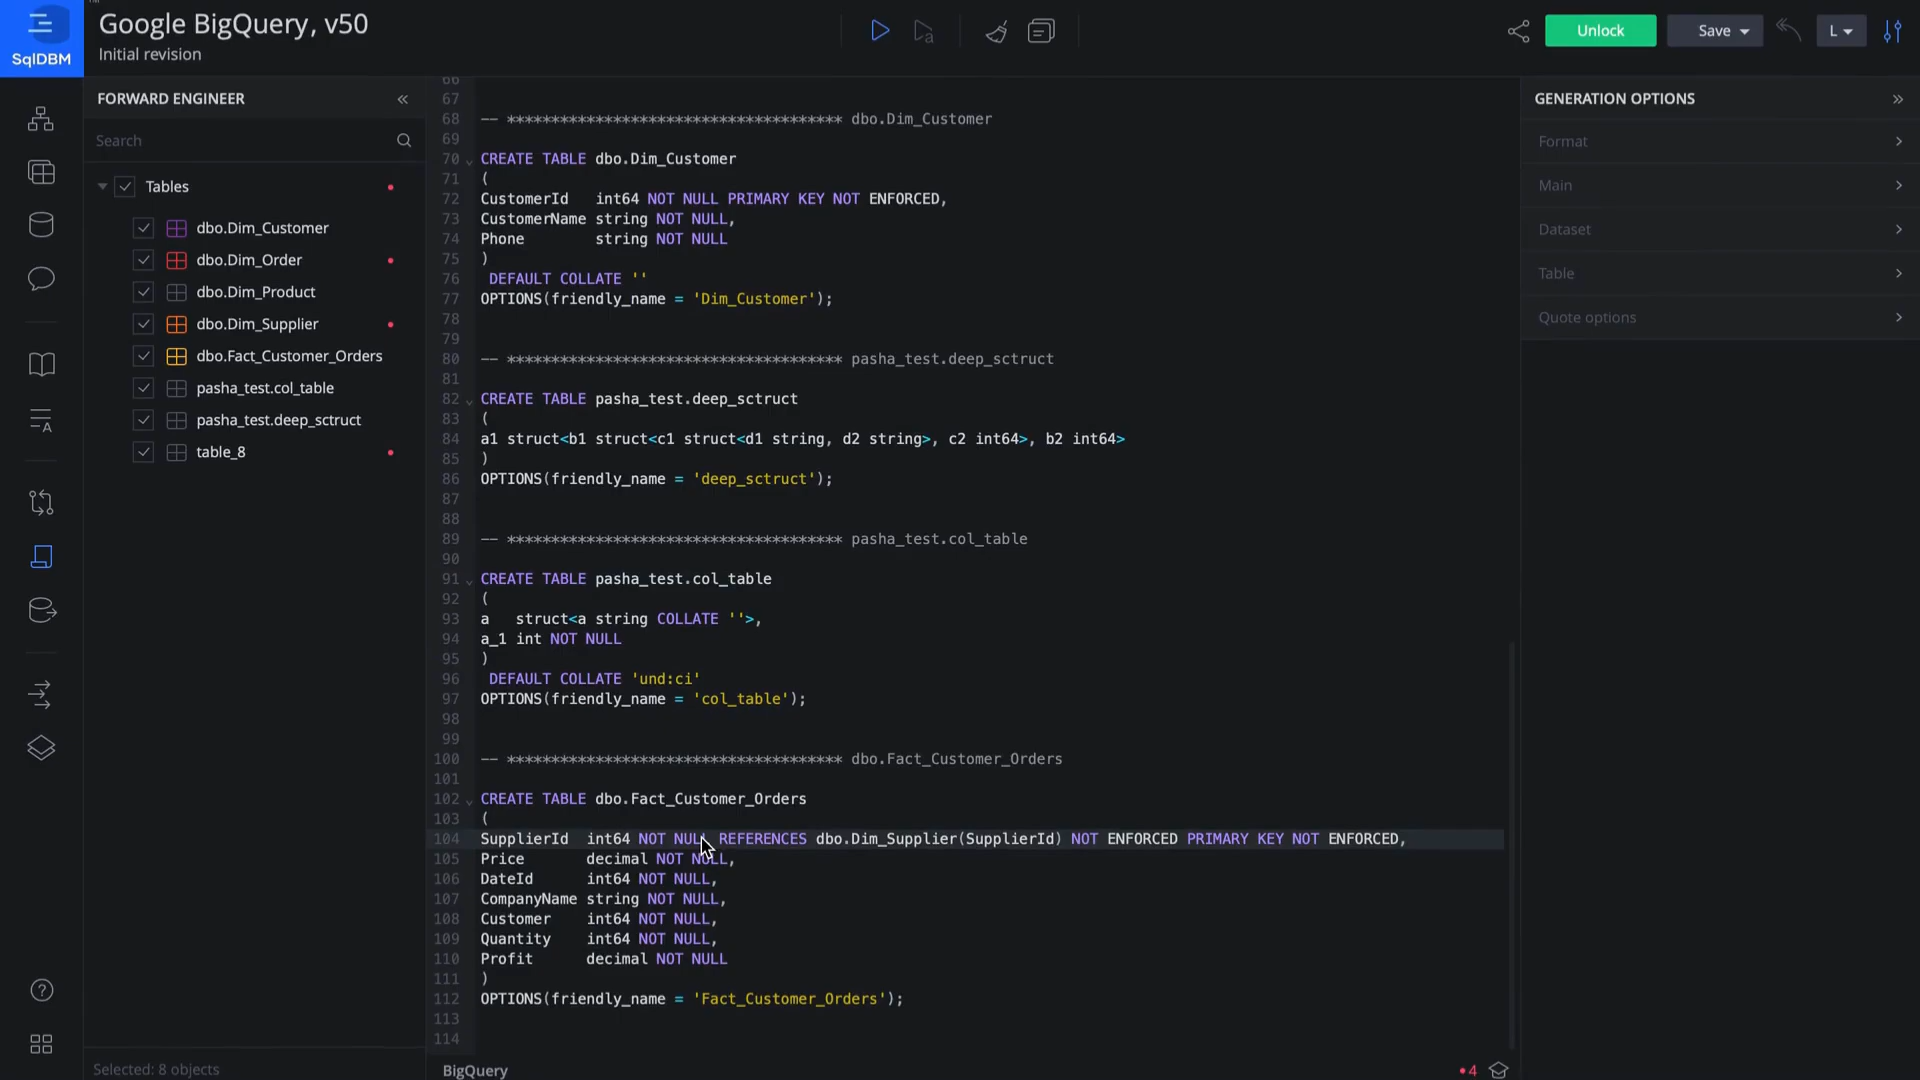 Google BigQuery, v50
Initial revision
SqlDBM
Unlock
Save
L
FORWARD ENGINEER
Search
Tables
dbo.Dim_Customer
dbo.Dim_Order
dbo.Dim_Product
dbo.Dim_Supplier
dbo.Fact_Customer_Orders
pasha_test.col_table
pasha_test.deep_sctruct
table_8
Selected: 8 objects
66
67
68 -- ************************************** dbo.Dim_Customer
69
70 CREATE TABLE dbo.Dim_Customer
71 (
72 CustomerId   int64 NOT NULL PRIMARY KEY NOT ENFORCED,
73 CustomerName string NOT NULL,
74 Phone        string NOT NULL
75 )
76  DEFAULT COLLATE ''
77 OPTIONS(friendly_name = 'Dim_Customer');
78
79
80 -- ************************************** pasha_test.deep_sctruct
81
82 CREATE TABLE pasha_test.deep_sctruct
83 (
84 a1 struct<b1 struct<c1 struct<d1 string, d2 string>, c2 int64>, b2 int64>
85 )
86 OPTIONS(friendly_name = 'deep_sctruct');
87
88
89 -- ************************************** pasha_test.col_table
90
91 CREATE TABLE pasha_test.col_table
92 (
93 a   struct<a string COLLATE ''>,
94 a_1 int NOT NULL
95 )
96  DEFAULT COLLATE 'und:ci'
97 OPTIONS(friendly_name = 'col_table');
98
99
100 -- ************************************** dbo.Fact_Customer_Orders
101
102 CREATE TABLE dbo.Fact_Customer_Orders
103 (
104 SupplierId  int64 NOT NULL REFERENCES dbo.Dim_Supplier(SupplierId) NOT ENFORCED PRIMARY KEY NOT ENFORCED,
105 Price       decimal NOT NULL,
106 DateId      int64 NOT NULL,
107 CompanyName string NOT NULL,
108 Customer    int64 NOT NULL,
109 Quantity    int64 NOT NULL,
110 Profit      decimal NOT NULL
111 )
112 OPTIONS(friendly_name = 'Fact_Customer_Orders');
113
114
BigQuery
4
GENERATION OPTIONS
Format
Main
Dataset
Table
Quote options